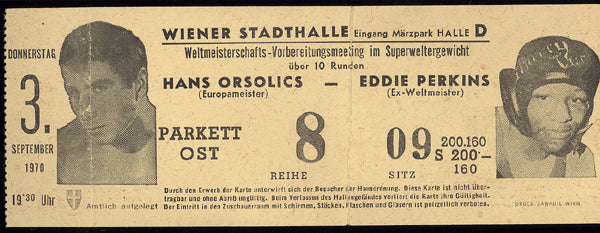 WIENER STADTHALLE Eingang Märzpark HALLE D
DONNERSTAG
Weltmeisterschafts-Vorbereitungsmeeting im Superweltergewicht
über 10 Runden
HANS ORSOLICS — EDDIE PERKINS
(Europameister) (Ex-Weltmeister)
3.
SEPTEMBER
1970
19'30 Uhr
PARKETT
OST
8
REIHE
09
SITZ
200.160
S 200-
160
Amtlich aufgelegt
Durch den Erwerb der Karte unterwirft sich der Besucher der Hausordnung. Diese Karte ist nicht über-
tragbar und ohne Abriß ungültig. Beim Verlassen des Hallengeländes verliert die Karte ihre Gültigkeit.
Der Eintritt in den Zuschauerraum mit Schirmen, Stöcken, Flaschen und Gläsern ist polizeilich verboten.